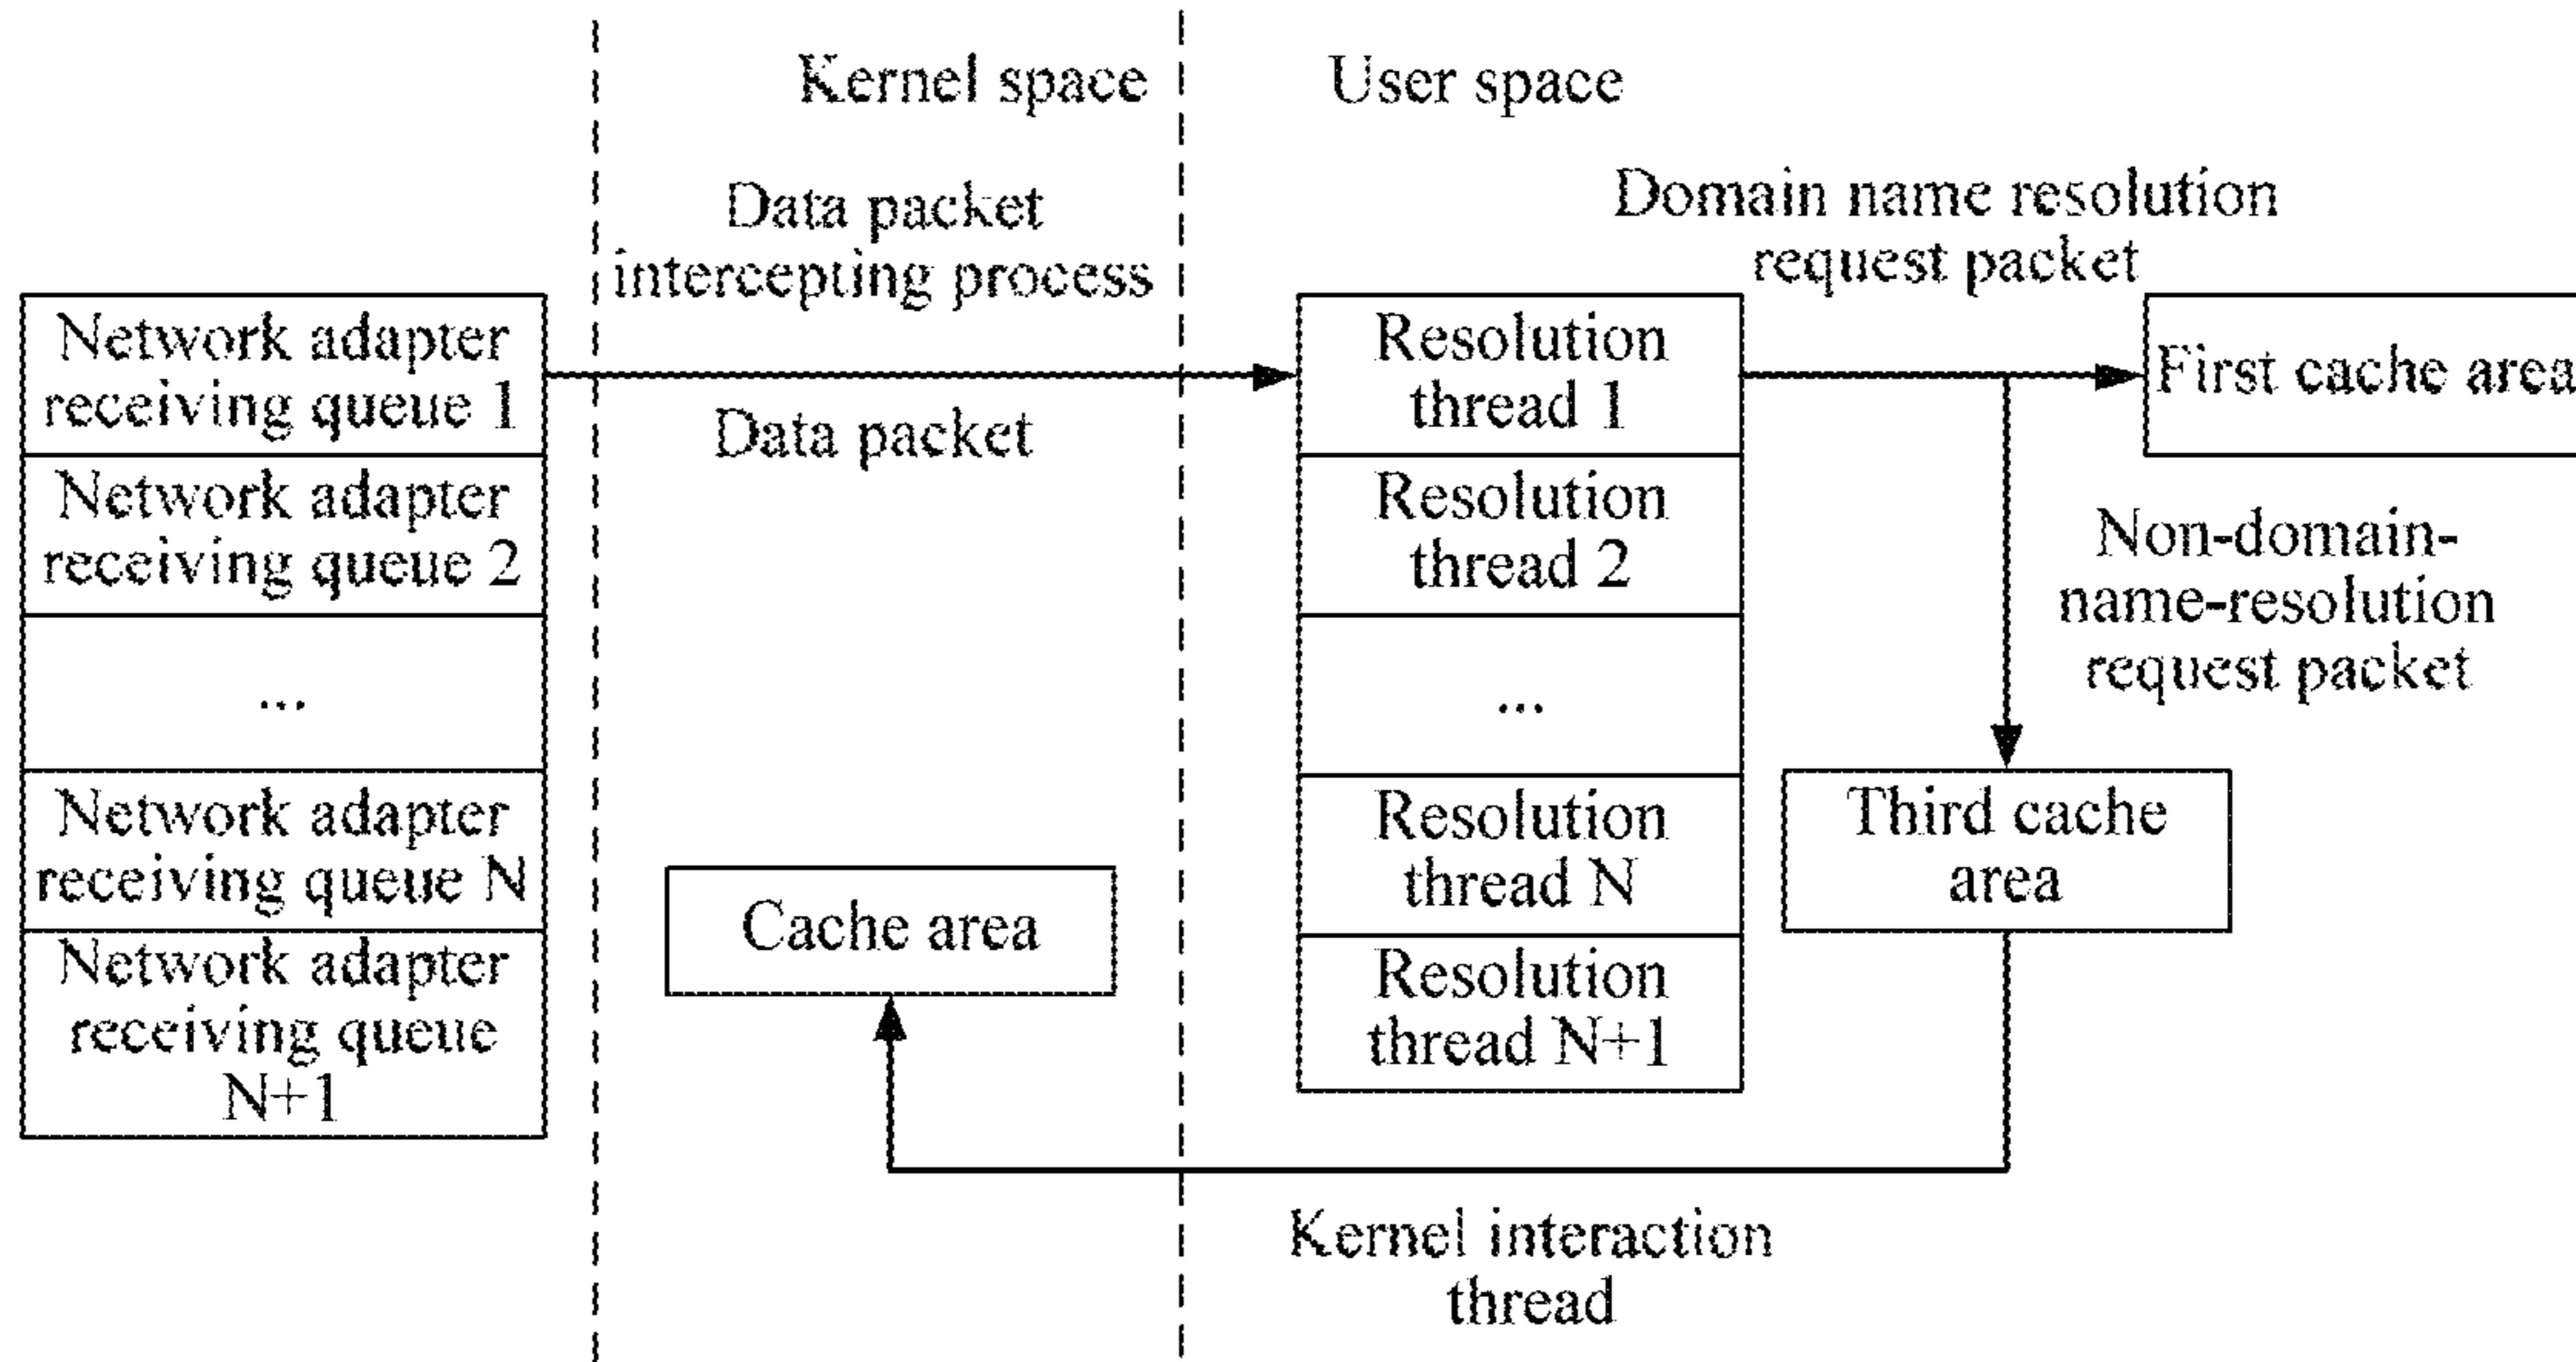 Kernel space
User space
Data packet
intercepting process
Domain name resolution
request packet
Network adapter
receiving queue 1
Data packet
Resolution
thread 1
First cache area
Network adapter
receiving queue 2
Resolution
thread 2
Non-domain-
name-resolution
request packet
...
...
Network adapter
receiving queue N
Resolution
thread N
Third cache
area
Cache area
Network adapter
receiving queue
N+1
Resolution
thread N+1
Kernel interaction
thread